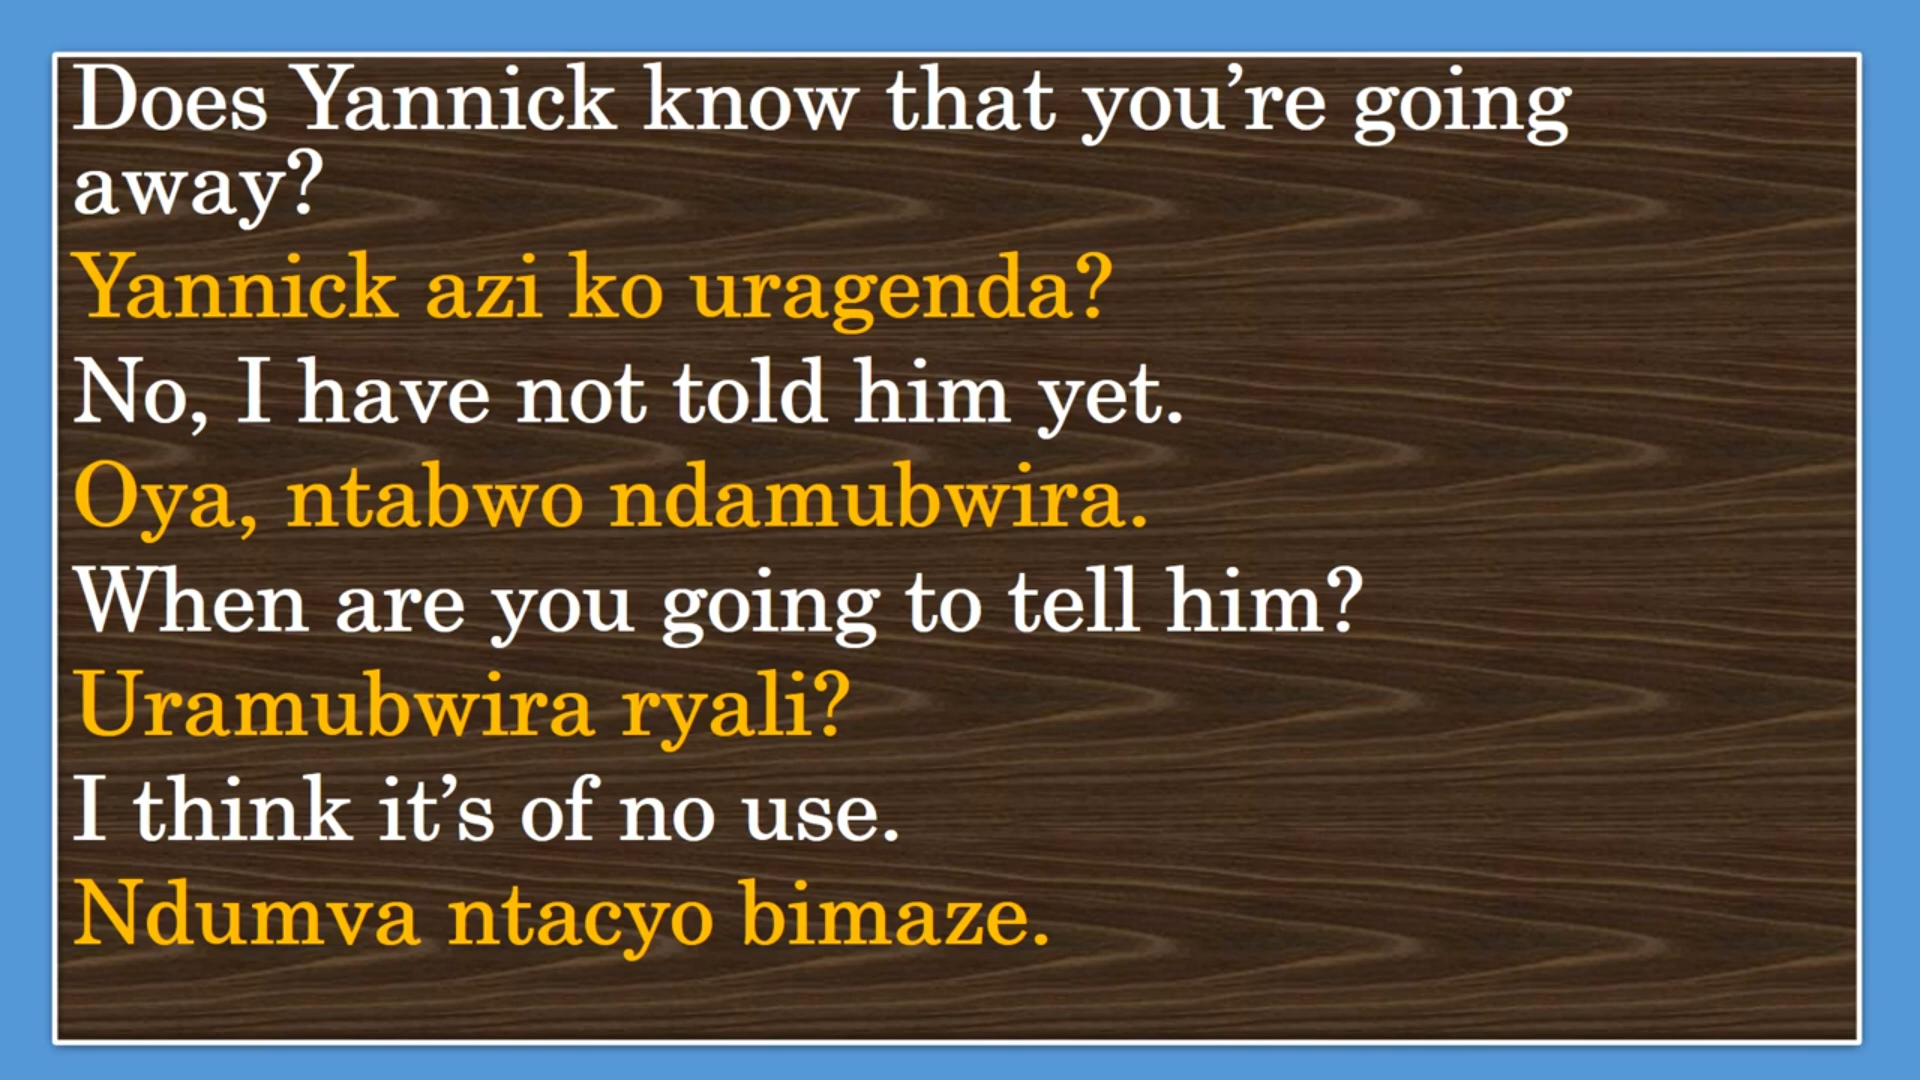 Does Yannick know that you’re going
away?
Yannick azi ko uragenda?
No, I have not told him yet.
Oya, ntabwo ndamubwira.
When are you going to tell him?
Uramubwira ryali?
I think it’s of no use.
Ndumva ntacyo bimaze.